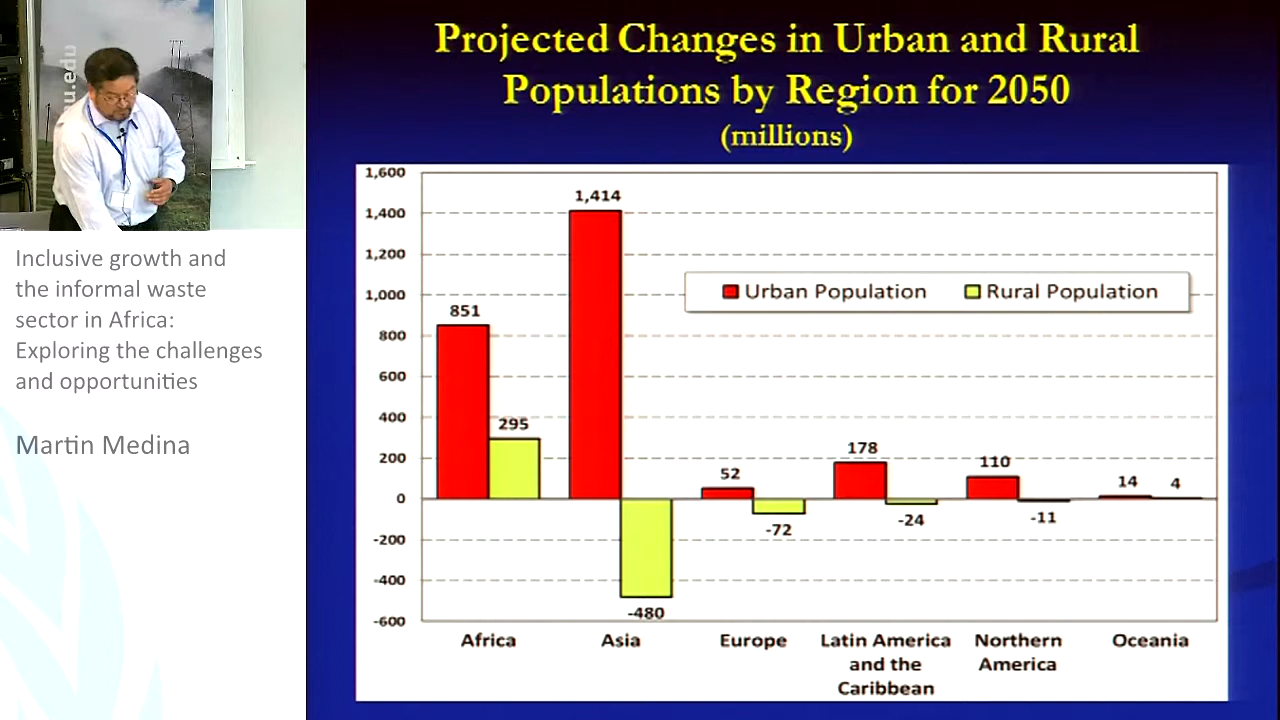 u.edu
Inclusive growth and
the informal waste
sector in Africa:
Exploring the challenges
and opportunities
Martin Medina
Projected Changes in Urban and Rural
Populations by Region for 2050
(millions)
1,600
1,400
1,200
1,000
800
600
400
200
0
-200
-400
-600
Urban Population
Rural Population
851
295
1,414
-480
52
-72
178
-24
110
-11
14
4
Africa
Asia
Europe
Latin America
and the
Caribbean
Northern
America
Oceania